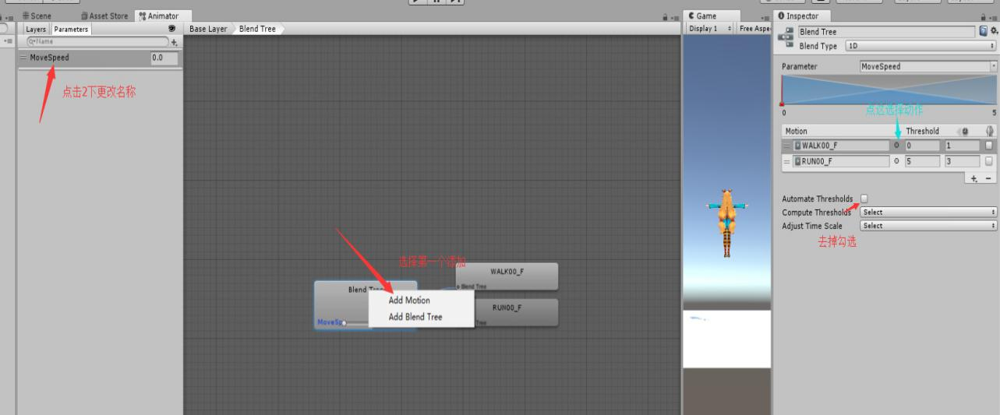 Scene
Asset Store
Animator
Game
Inspector
Layers
Parameters
Base Layer
Blend Tree
Display 1
Free Aspe
Name
MoveSpeed
0.0
点击2下更改名称
Blend Tree
Blend Type
1D
Parameter
MoveSpeed
0
5
点这选择动作
Motion
Threshold
WALK00_F
0
1
RUN00_F
5
3
Automate Thresholds
Compute Thresholds
Select
Adjust Time Scale
Select
去掉勾选
选择第一个添加
WALK00_F
Blend Tree
Blend Tree
Add Motion
Add Blend Tree
RUN00_F
Tree
MoveSp